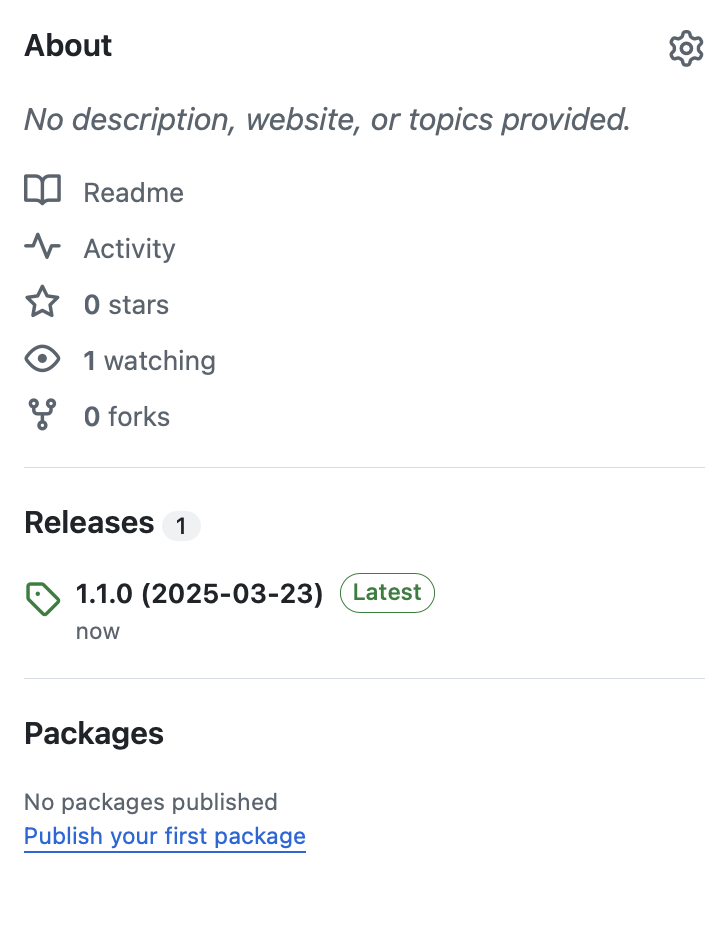 About
No description, website, or topics provided.
Readme
Activity
0 stars
1 watching
0 forks
Releases 1
1.1.0 (2025-03-23) Latest
now
Packages
No packages published
Publish your first package